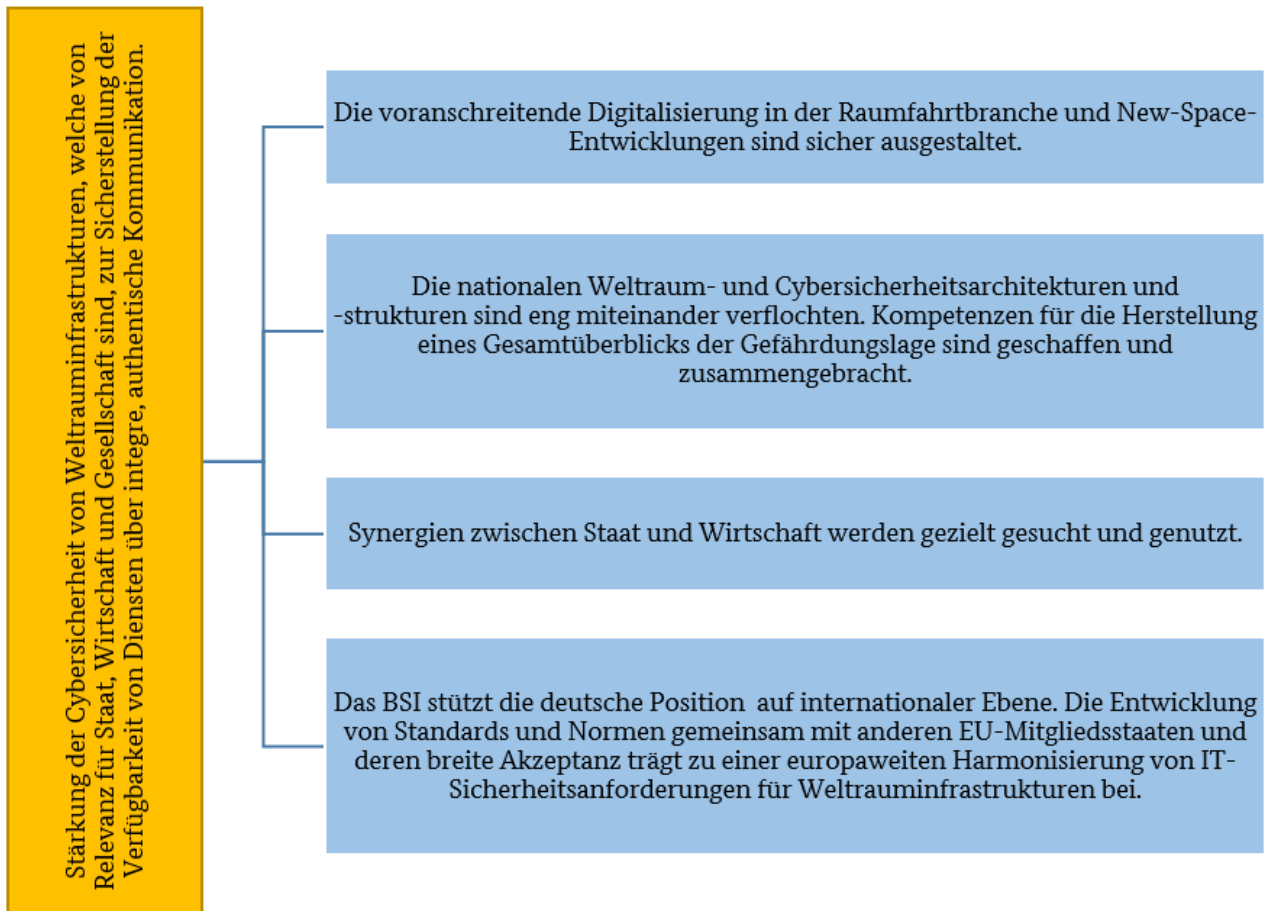 Stärkung der Cybersicherheit von Weltrauminfrastrukturen, welche von
Relevanz für Staat, Wirtschaft und Gesellschaft sind, zur Sicherstellung der
Verfügbarkeit von Diensten über integre, authentische Kommunikation.
Die voranschreitende Digitalisierung in der Raumfahrtbranche und New-Space-
Entwicklungen sind sicher ausgestaltet.
Die nationalen Weltraum- und Cybersicherheitsarchitekturen und
-strukturen sind eng miteinander verflochten. Kompetenzen für die Herstellung
eines Gesamtüberblicks der Gefährdungslage sind geschaffen und
zusammengebracht.
Synergien zwischen Staat und Wirtschaft werden gezielt gesucht und genutzt.
Das BSI stützt die deutsche Position  auf internationaler Ebene. Die Entwicklung
von Standards und Normen gemeinsam mit anderen EU-Mitgliedsstaaten und
deren breite Akzeptanz trägt zu einer europaweiten Harmonisierung von IT-
Sicherheitsanforderungen für Weltrauminfrastrukturen bei.